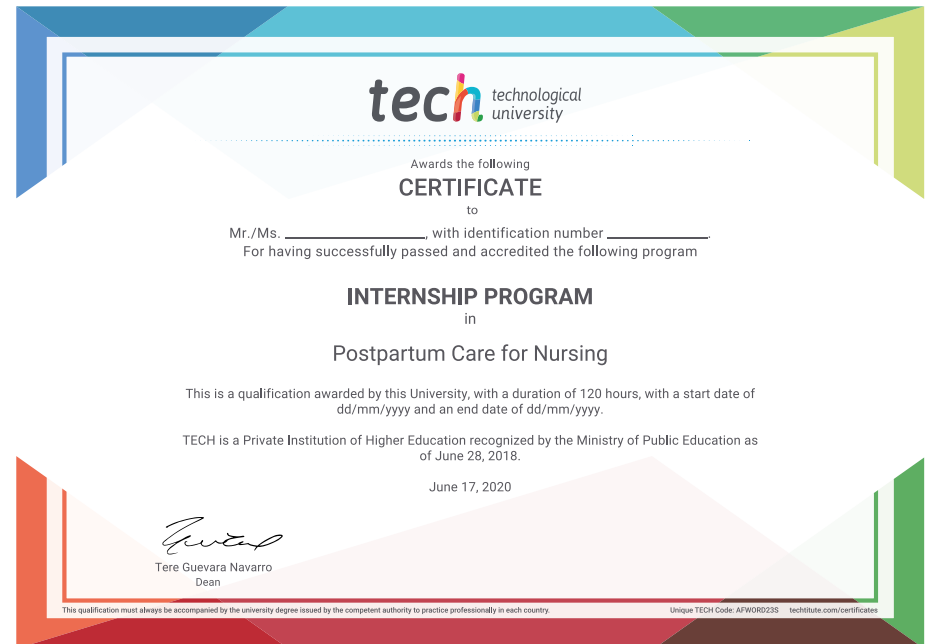 tech technological
university
Awards the following
CERTIFICATE
to
Mr./Ms. ____________________, with identification number ______________.
For having successfully passed and accredited the following program
INTERNSHIP PROGRAM
in
Postpartum Care for Nursing
This is a qualification awarded by this University, with a duration of 120 hours, with a start date of
dd/mm/yyyy and an end date of dd/mm/yyyy.
TECH is a Private Institution of Higher Education recognized by the Ministry of Public Education as
of June 28, 2018.
June 17, 2020
Tere Guevara Navarro
Dean
This qualification must always be accompanied by the university degree issued by the competent authority to practice professionally in each country. Unique TECH Code: AFWORD23S techtitute.com/certificates